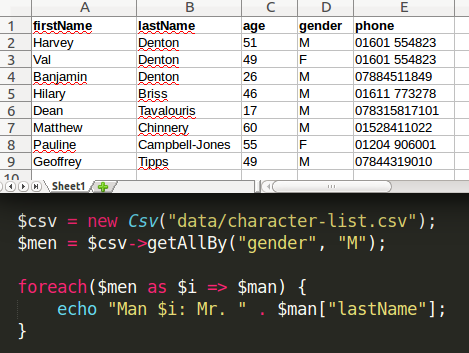 A B C D E
1 firstName lastName age gender phone
2 Harvey Denton 51 M 01601 554823
3 Val Denton 49 F 01601 554823
4 Banjamin Denton 26 M 07884511849
5 Hilary Briss 46 M 01611 773278
6 Dean Tavalouris 17 M 078315817101
7 Matthew Chinnery 60 M 01528411022
8 Pauline Campbell-Jones 55 F 01204 906001
9 Geoffrey Tipps 49 M 07844319010
10
Sheet1
$csv = new Csv("data/character-list.csv");
$men = $csv->getAllBy("gender", "M");
foreach($men as $i => $man) {
echo "Man $i: Mr. " . $man["lastName"];
}